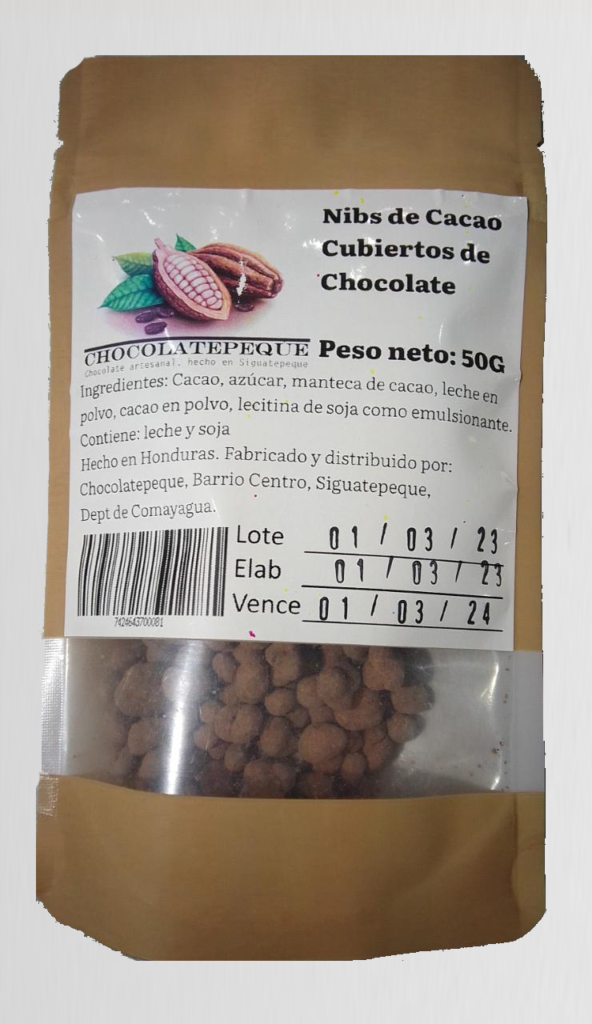 Nibs de Cacao
Cubiertos de
Chocolate
CHOCOLATEPEQUE
Chocolate artesanal. hecho en Siguatepeque
Peso neto: 50G
Ingredientes: Cacao, azúcar, manteca de cacao, leche en
polvo, cacao en polvo, lecitina de soja como emulsionante.
Contiene: leche y soja
Hecho en Honduras. Fabricado y distribuido por:
Chocolatepeque, Barrio Centro, Siguatepeque,
Dept de Comayagua.
Lote 01 / 03 / 23
Elab 01 / 03 / 23
Vence 01 / 03 / 24
7424643700081